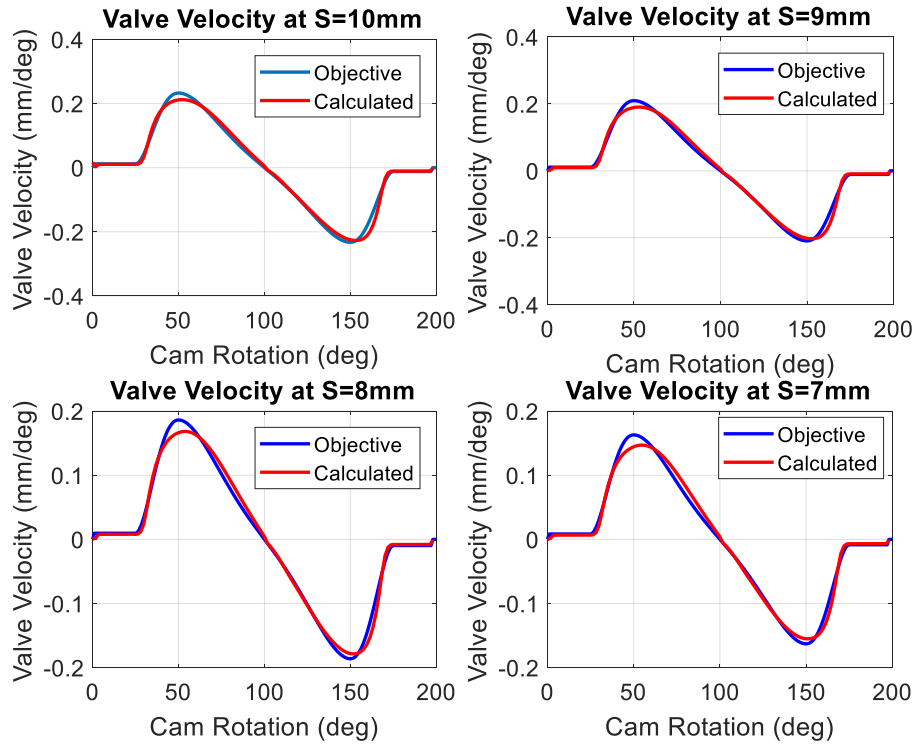 Valve Velocity at S=10mm
Valve Velocity (mm/deg)
0.4
0.2
0
-0.2
-0.4
Objective
Calculated
0 50 100 150 200
Cam Rotation (deg)
Valve Velocity at S=9mm
Valve Velocity (mm/deg)
0.4
0.2
0
-0.2
-0.4
Objective
Calculated
0 50 100 150 200
Cam Rotation (deg)
Valve Velocity at S=8mm
Valve Velocity (mm/deg)
0.2
0.1
0
-0.1
-0.2
Objective
Calculated
0 50 100 150 200
Cam Rotation (deg)
Valve Velocity at S=7mm
Valve Velocity (mm/deg)
0.2
0.1
0
-0.1
-0.2
Objective
Calculated
0 50 100 150 200
Cam Rotation (deg)